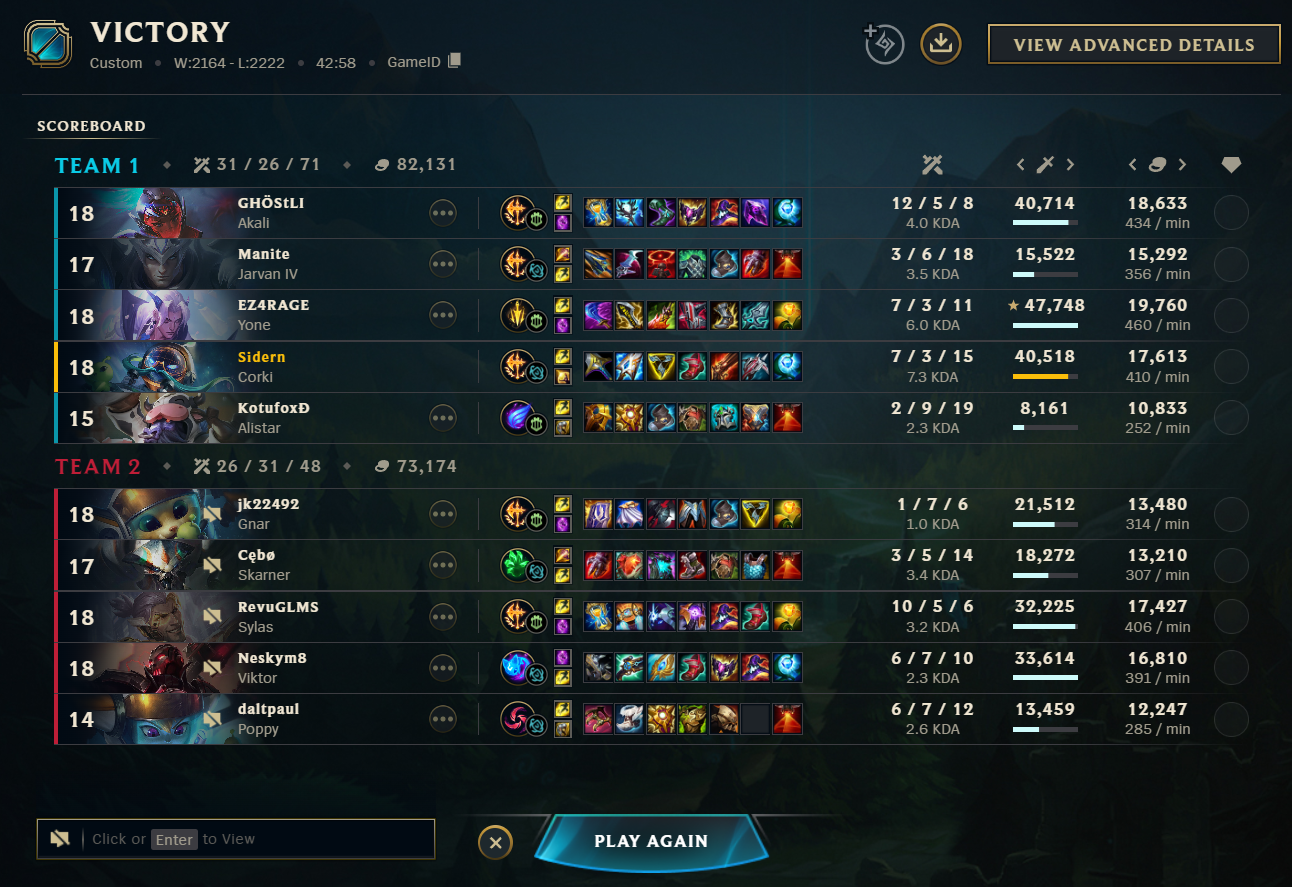 VICTORY
Custom • W:2164 - L:2222 • 42:58 • GameID
VIEW ADVANCED DETAILS
SCOREBOARD
TEAM 1 31 / 26 / 71 82,131
18 GHÖStLI 12 / 5 / 8 40,714 18,633
Akali 4.0 KDA 434 / min
17 Manite 3 / 6 / 18 15,522 15,292
Jarvan IV 3.5 KDA 356 / min
18 EZ4RAGE 7 / 3 / 11 47,748 19,760
Yone 6.0 KDA 460 / min
18 Sidern 7 / 3 / 15 40,518 17,613
Corki 7.3 KDA 410 / min
15 KotufoxÐ 2 / 9 / 19 8,161 10,833
Alistar 2.3 KDA 252 / min
TEAM 2 26 / 31 / 48 73,174
18 jk22492 1 / 7 / 6 21,512 13,480
Gnar 1.0 KDA 314 / min
17 Cębø 3 / 5 / 14 18,272 13,210
Skarner 3.4 KDA 307 / min
18 RevuGLMS 10 / 5 / 6 32,225 17,427
Sylas 3.2 KDA 406 / min
18 Neskym8 6 / 7 / 10 33,614 16,810
Viktor 2.3 KDA 391 / min
14 daltpaul 6 / 7 / 12 13,459 12,247
Poppy 2.6 KDA 285 / min
Click or Enter to View
PLAY AGAIN